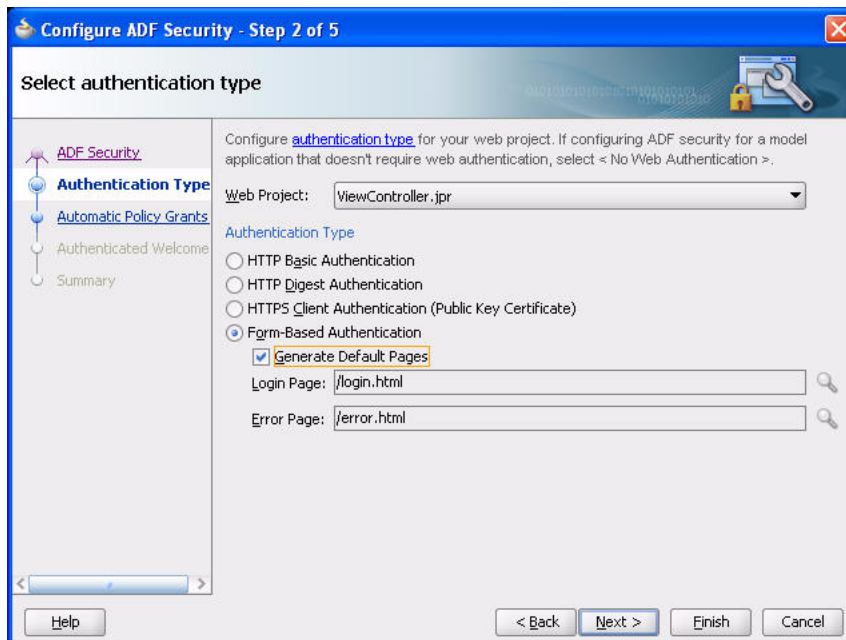 Configure ADF Security - Step 2 of 5
Select authentication type
ADF Security
Authentication Type
Automatic Policy Grants
Authenticated Welcome
Summary
Configure authentication type for your web project. If configuring ADF security for a model
application that doesn't require web authentication, select < No Web Authentication >.
Web Project: ViewController.jpr
Authentication Type
HTTP Basic Authentication
HTTP Digest Authentication
HTTPS Client Authentication (Public Key Certificate)
Form-Based Authentication
Generate Default Pages
Login Page: /login.html
Error Page: /error.html
Help
< Back
Next >
Finish
Cancel